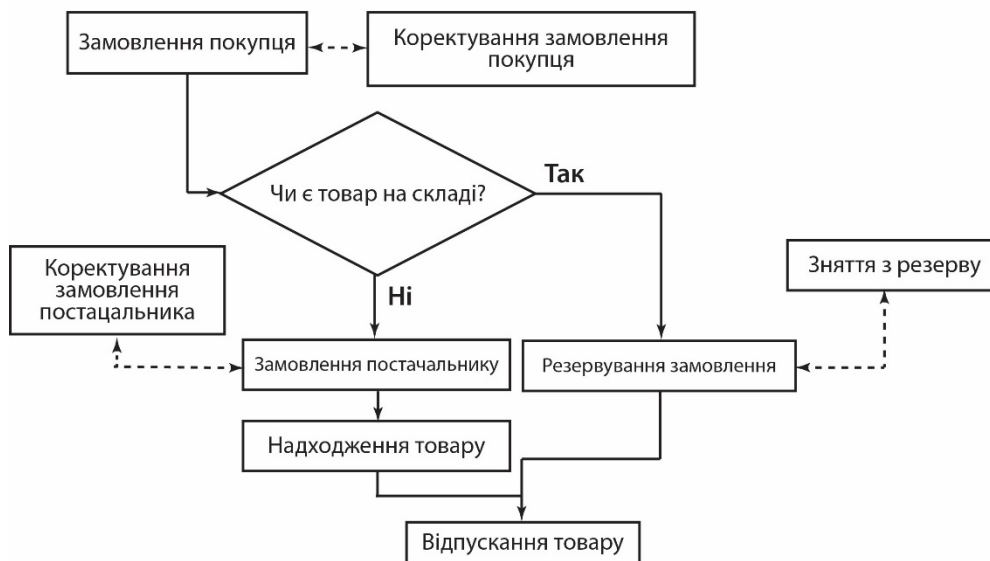 Замовлення покупця
Коректування замовлення
покупця
Чи є товар на складі?
Так
Ні
Коректування
замовлення
постацальника
Зняття з резерву
Замовлення постачальнику
Резервування замовлення
Надходження товару
Відпускання товару